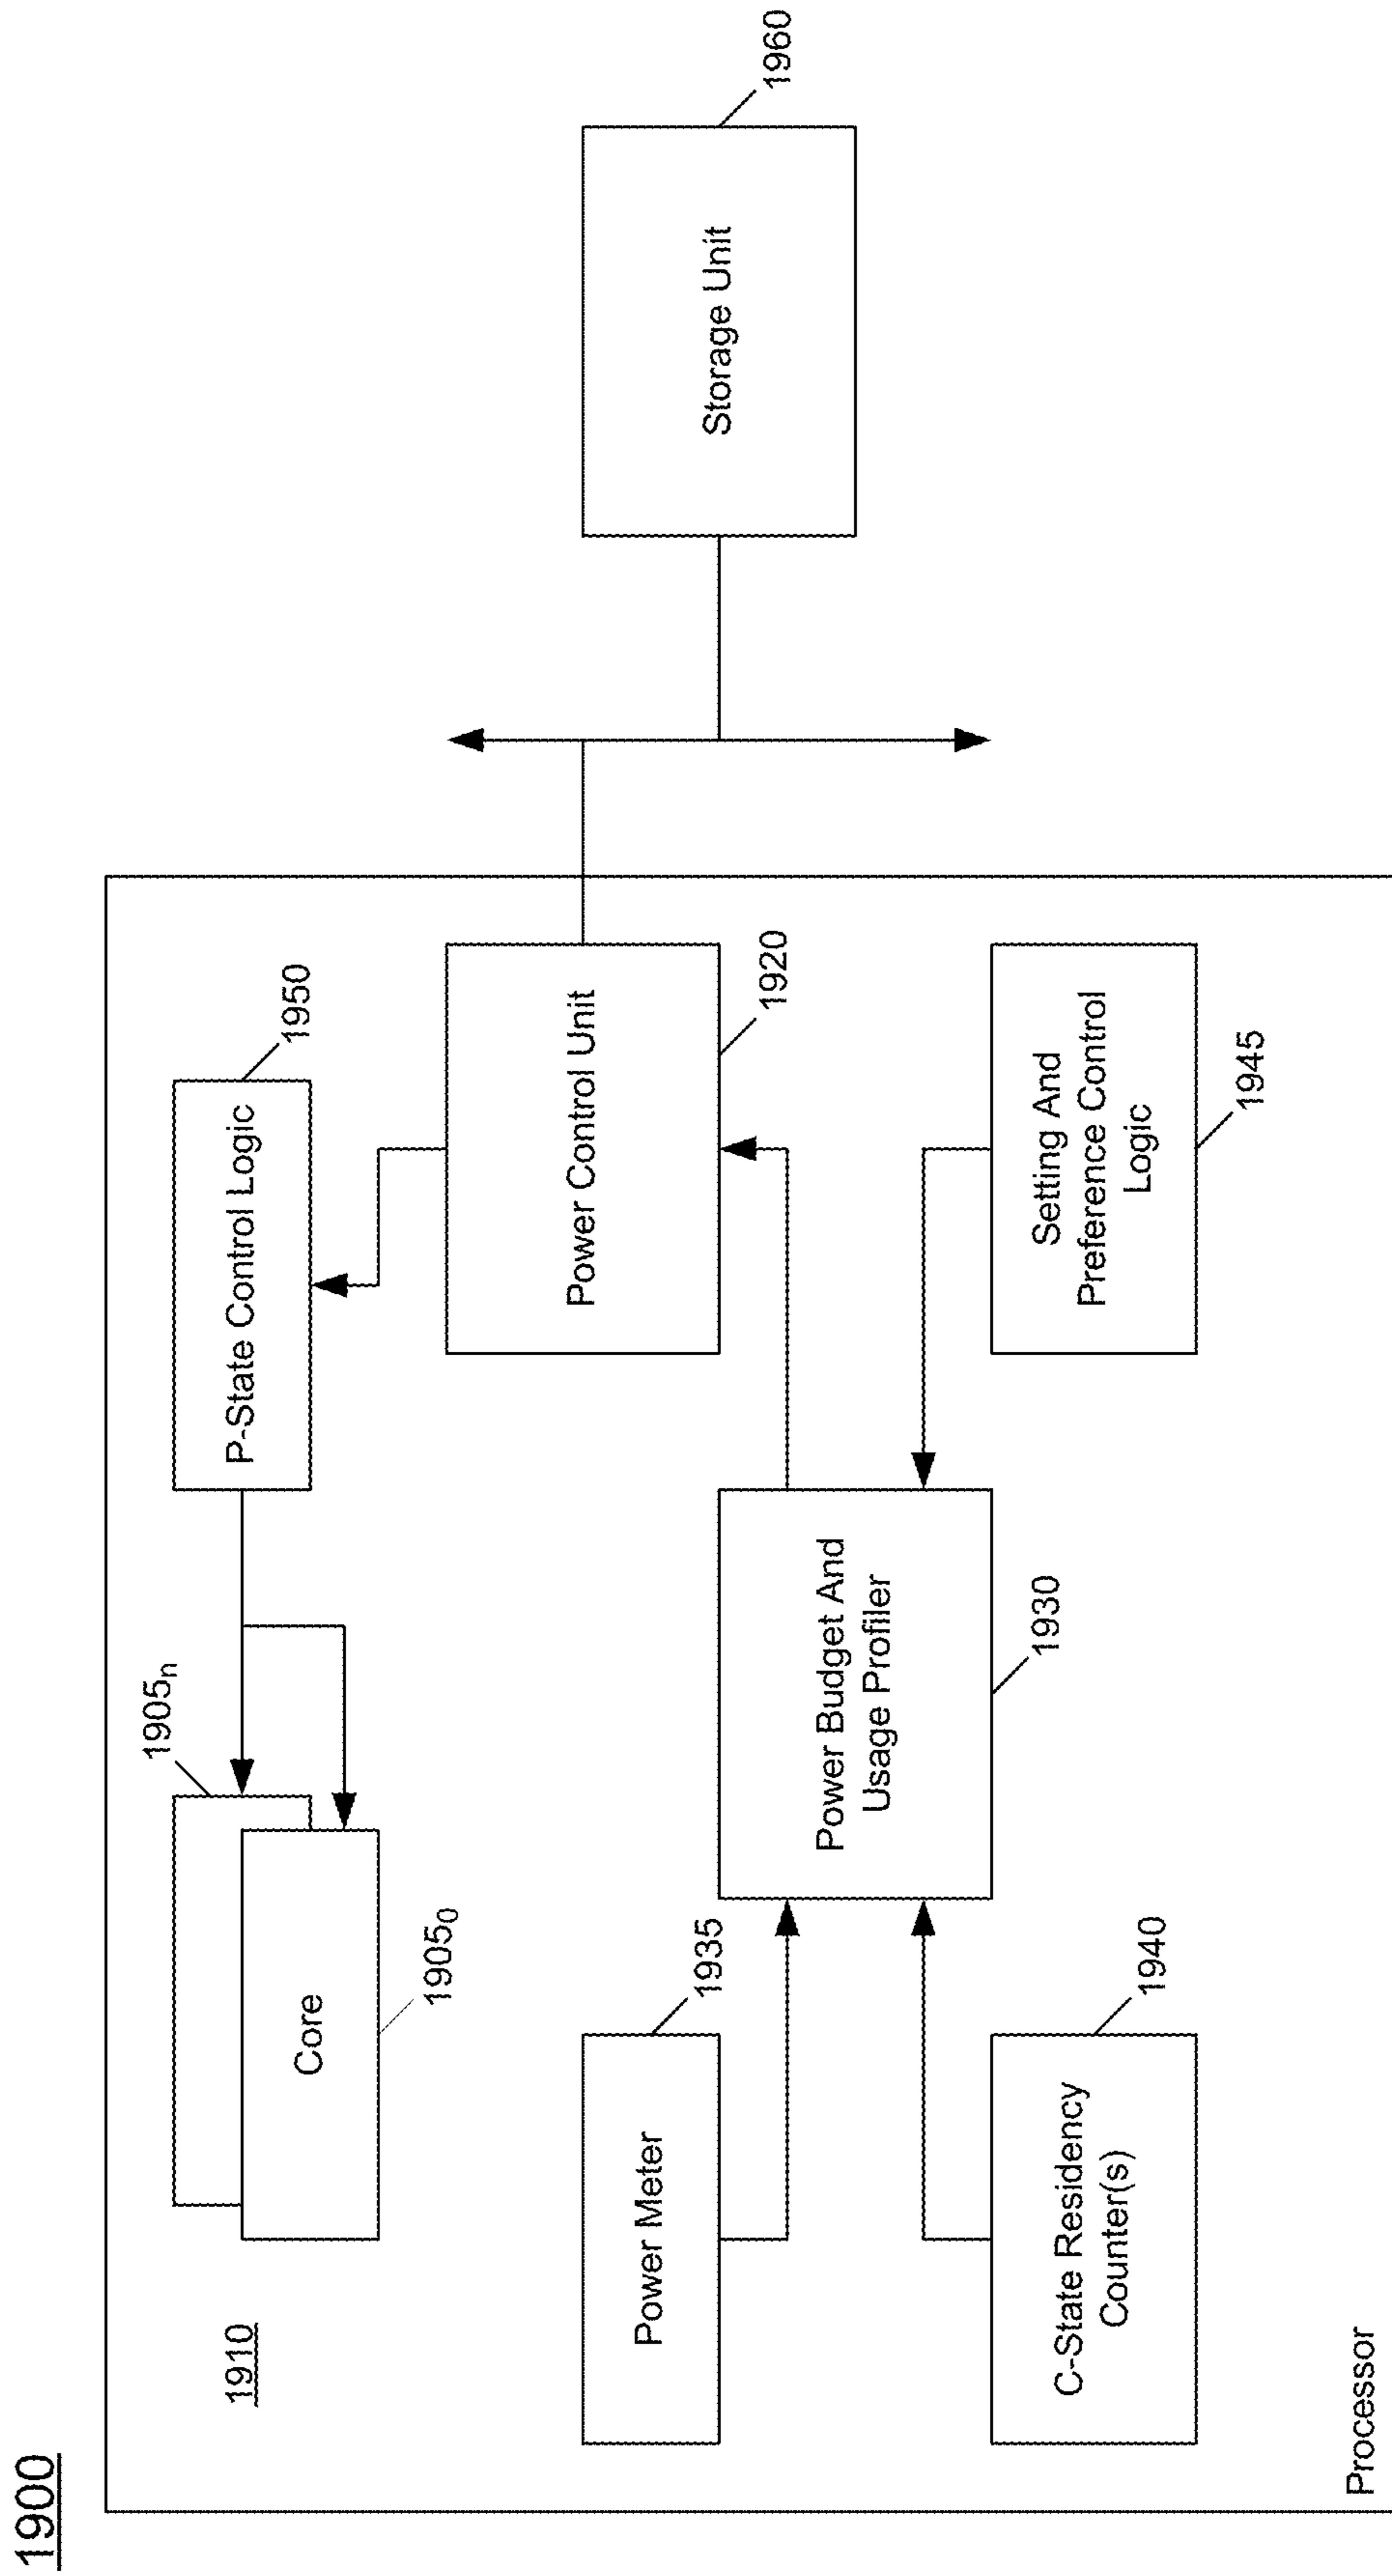 1900
1910
1905n
Core
19050
P-State Control Logic
1950
Power Meter
1935
Power Budget And
Usage Profiler
1930
Power Control Unit
1920
C-State Residency
Counter(s)
1940
Setting And
Preference Control
Logic
1945
Storage Unit
1960
Processor